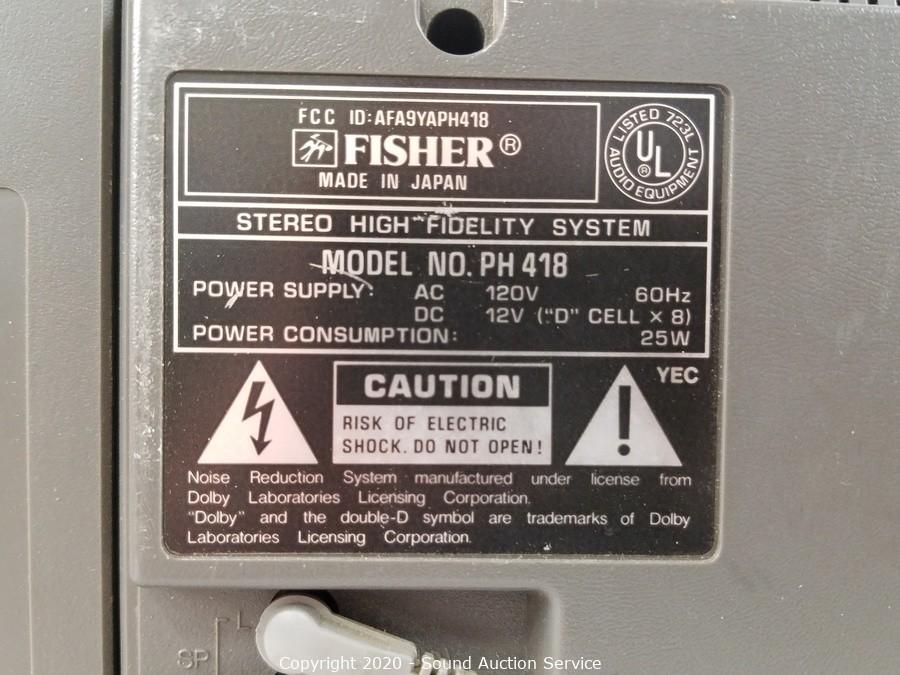 FCC ID:AFA9YAPH418
FISHER®
MADE IN JAPAN
LISTED 723L
UL®
AUDIO EQUIPMENT
STEREO HIGH FIDELITY SYSTEM
MODEL NO. PH 418
POWER SUPPLY: AC 120V 60Hz
DC 12V ("D" CELL × 8)
POWER CONSUMPTION: 25W
YEC
CAUTION
RISK OF ELECTRIC
SHOCK. DO NOT OPEN!
Noise Reduction System manufactured under license from
Dolby Laboratories Licensing Corporation.
"Dolby" and the double-D symbol are trademarks of Dolby
Laboratories Licensing Corporation.
L
SP
Copyright 2020 - Sound Auction Service